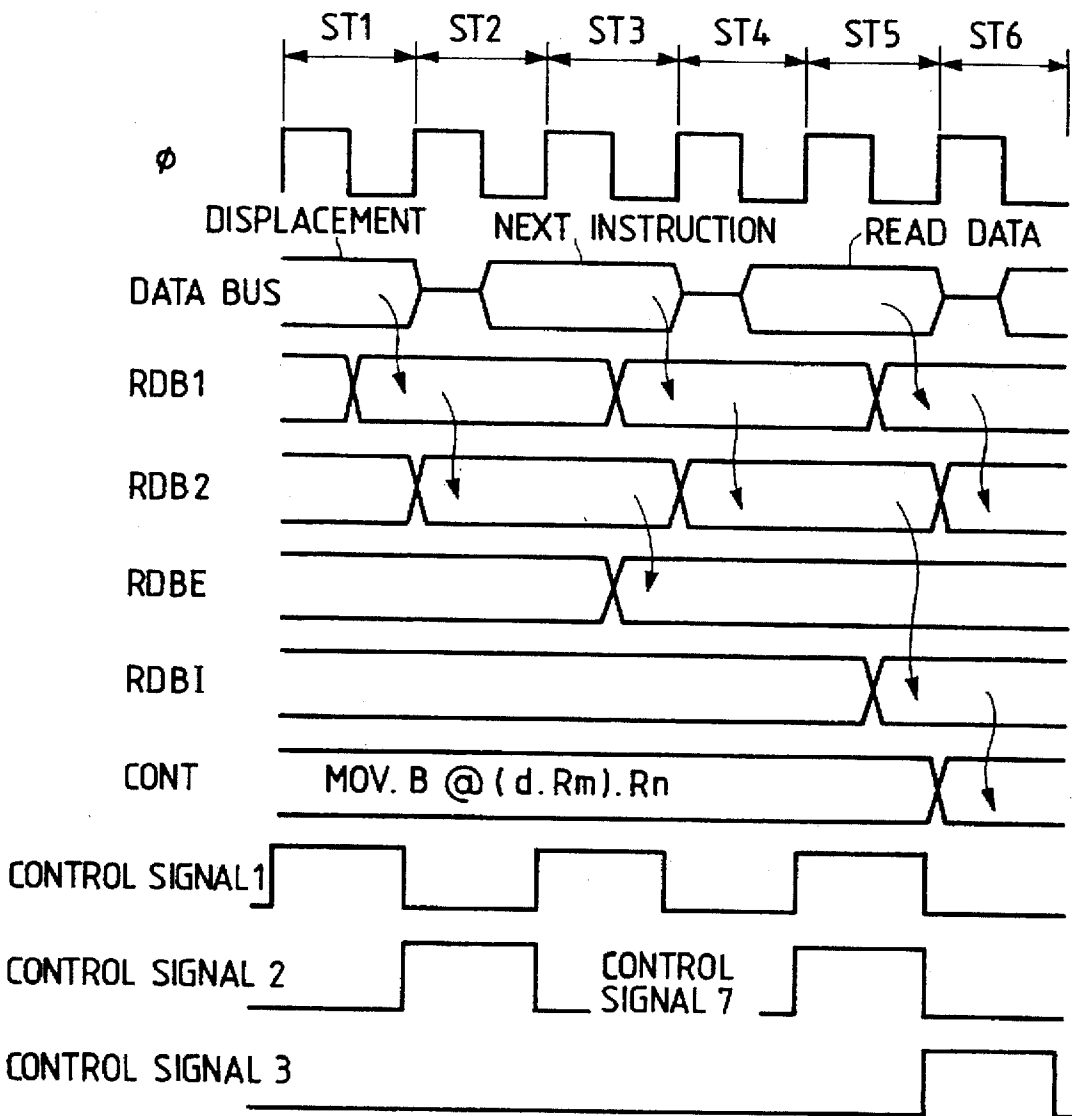 ST1 ST2 ST3 ST4 ST5 ST6
ø
DISPLACEMENT NEXT INSTRUCTION READ DATA
DATA BUS
RDB1
RDB2
RDBE
RDBI
CONT MOV. B @ (d.Rm).Rn
CONTROL SIGNAL 1
CONTROL SIGNAL 2 CONTROL
SIGNAL 7
CONTROL SIGNAL 3